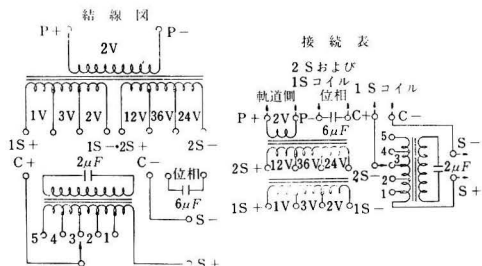 結線図
P+ P-
2V
1V 3V 2V 12V 36V 24V
1S+ 1S-・2S+ 2S-
C+ 2μF C- 位相
6μF
S-
5 4 3 2 1
S+
接続表
2Sおよび
1Sコイル 1Sコイル
軌道側 位相
P+ 2V P- 6μF C+ C-
2S+ 12V 36V 24V 2S-
1S+ 1V 3V 2V 1S-
5
4
3
2
1
2μF
S-
S+